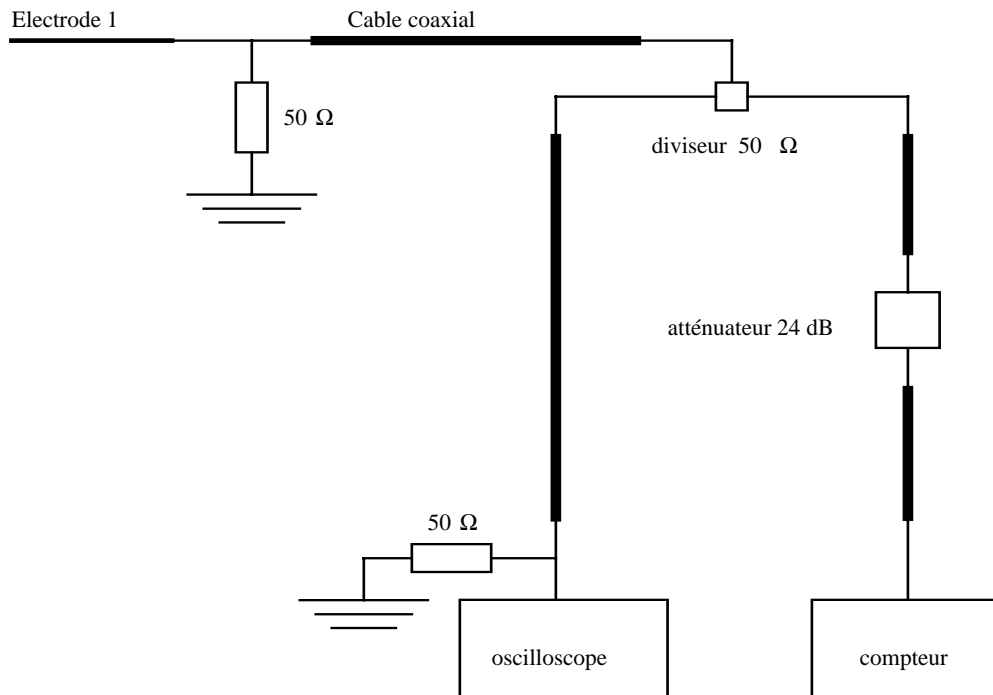 Electrode 1
Cable coaxial
50 Ω
diviseur 50 Ω
atténuateur 24 dB
50 Ω
oscilloscope
compteur